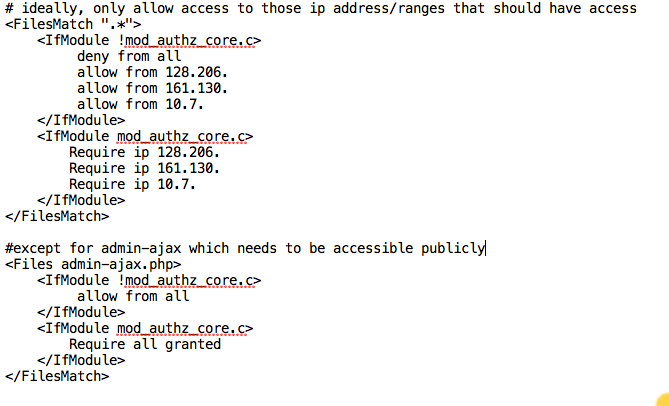 # ideally, only allow access to those ip address/ranges that should have access
<FilesMatch ".*">
<IfModule !mod_authz_core.c>
deny from all
allow from 128.206.
allow from 161.130.
allow from 10.7.
</IfModule>
<IfModule mod_authz_core.c>
Require ip 128.206.
Require ip 161.130.
Require ip 10.7.
</IfModule>
</FilesMatch>
#except for admin-ajax which needs to be accessible publicly
<Files admin-ajax.php>
<IfModule !mod_authz_core.c>
allow from all
</IfModule>
<IfModule mod_authz_core.c>
Require all granted
</IfModule>
</FilesMatch>